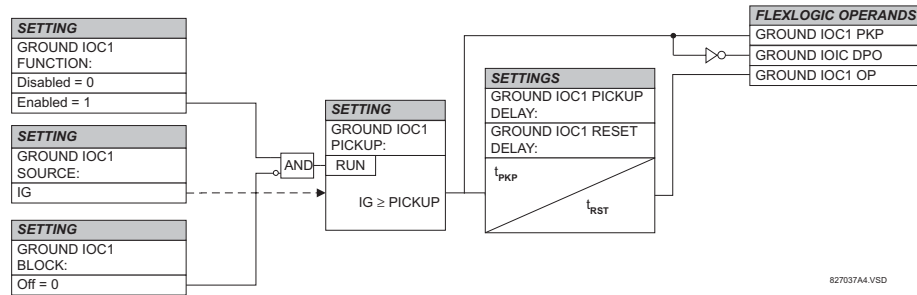 SETTING
GROUND IOC1
FUNCTION:
Disabled = 0
Enabled = 1
SETTING
GROUND IOC1
SOURCE:
IG
SETTING
GROUND IOC1
BLOCK:
Off = 0
AND
SETTING
GROUND IOC1
PICKUP:
RUN
IG ≥ PICKUP
SETTINGS
GROUND IOC1 PICKUP
DELAY:
GROUND IOC1 RESET
DELAY:
tPKP
tRST
FLEXLOGIC OPERANDS
GROUND IOC1 PKP
GROUND IOIC DPO
GROUND IOC1 OP
827037A4.VSD